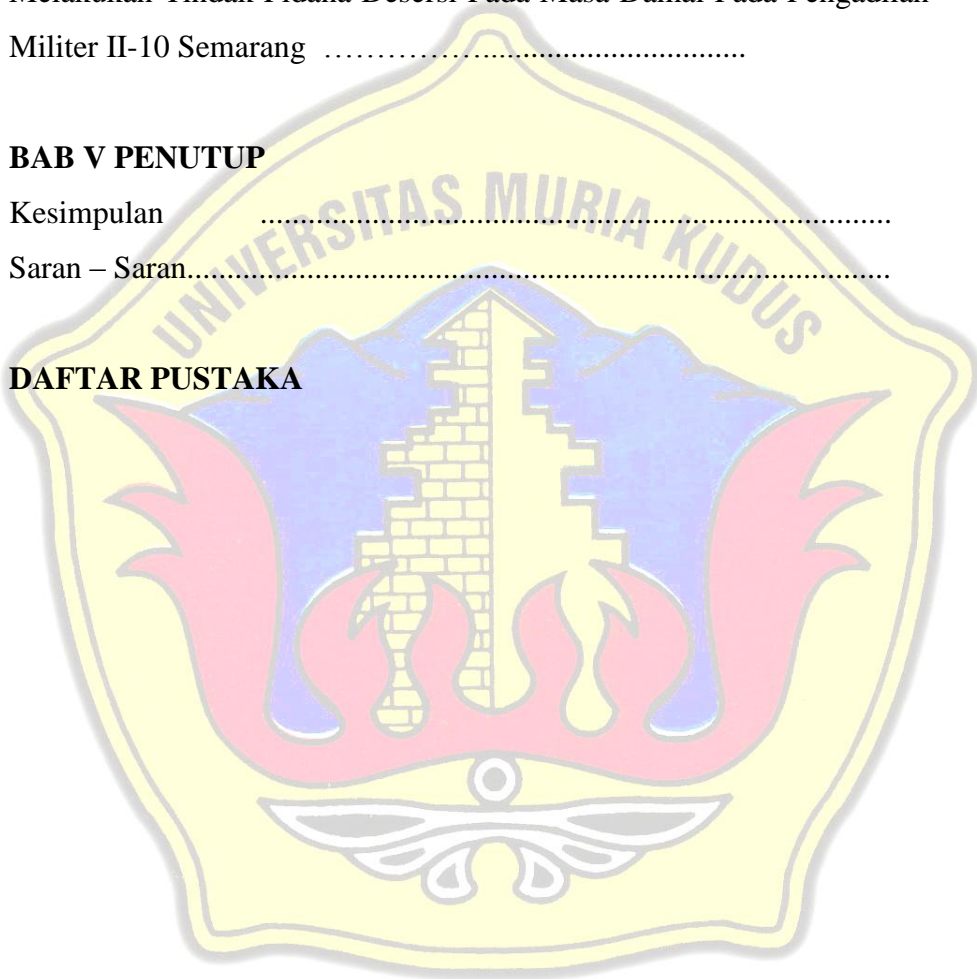 Melakukan Tindak Pidana Desersi Pada Masa Damai Pada Pengadilan
Militer II-10 Semarang ……………...................................
BAB V PENUTUP
Kesimpulan ................................................................................
Saran – Saran.........................................................................................
DAFTAR PUSTAKA
UNIVERSITAS MURIA KUDUS